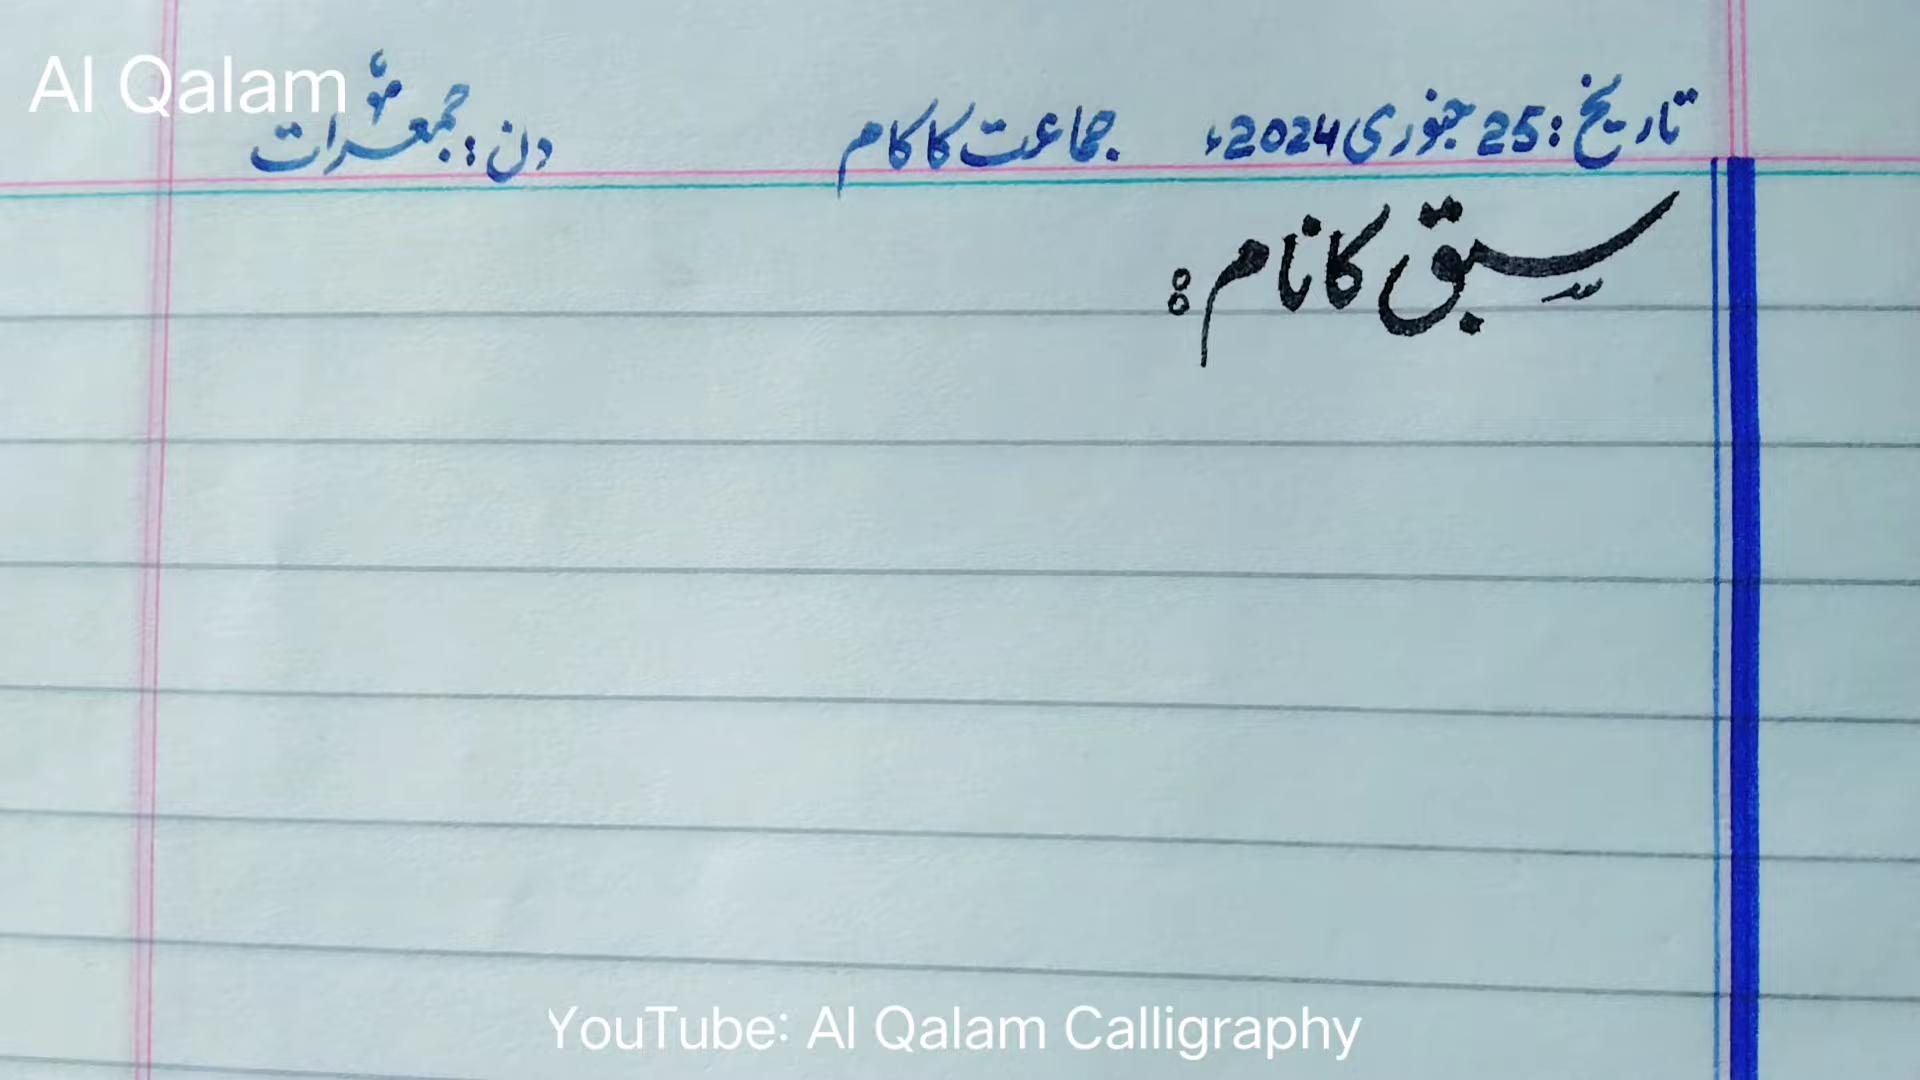 Al Qalam
تاریخ: 25 جنوری 2024ء جماعت کا کام دن: جمعرات
سبق کا نام:
YouTube: Al Qalam Calligraphy